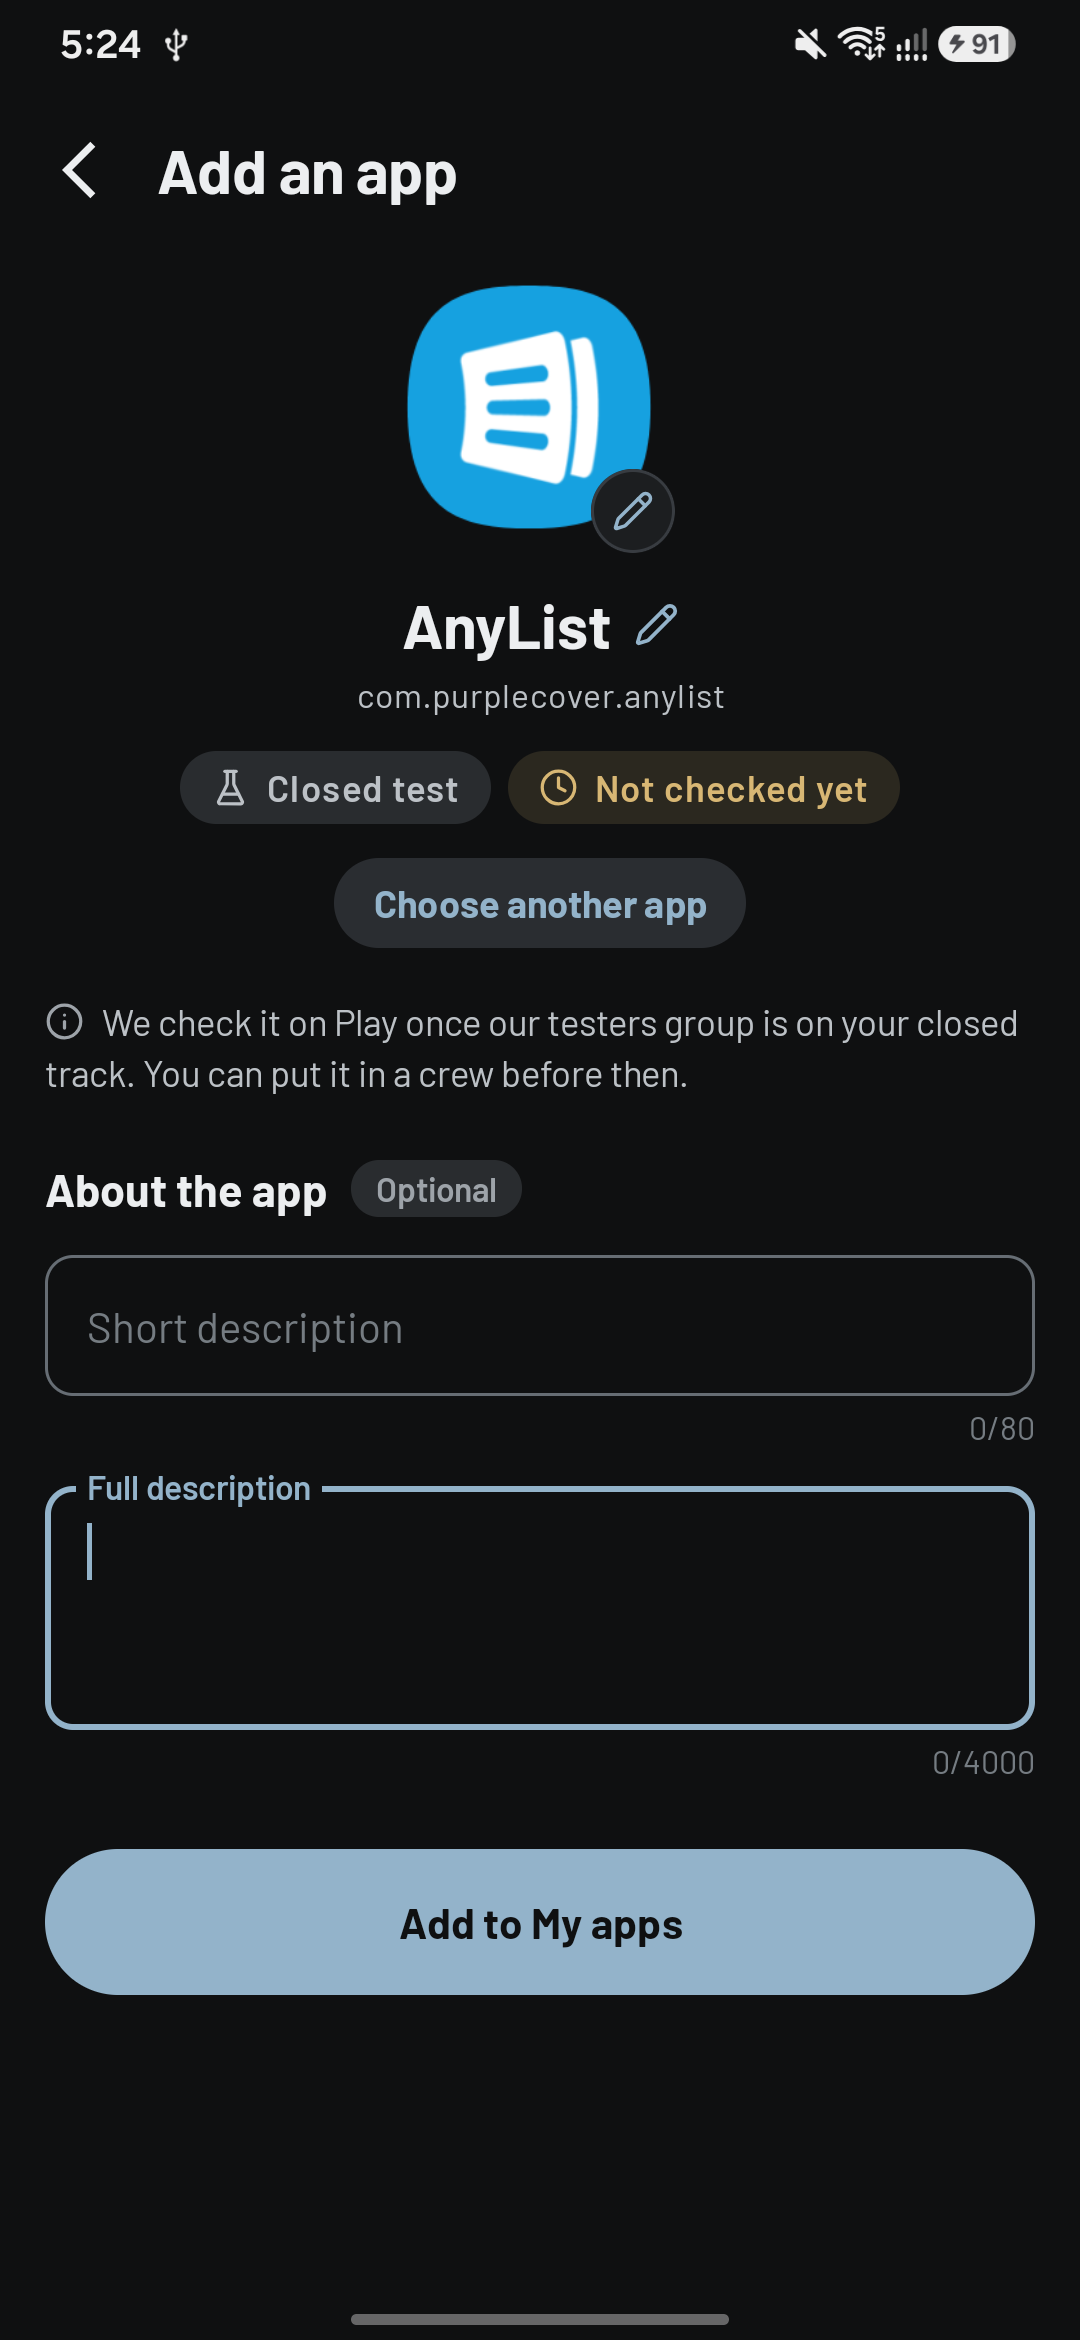 5:24
5
91
Add an app
AnyList
com.purplecover.anylist
Closed test
Not checked yet
Choose another app
We check it on Play once our testers group is on your closed
track. You can put it in a crew before then.
About the app
Optional
Short description
0/80
Full description
0/4000
Add to My apps